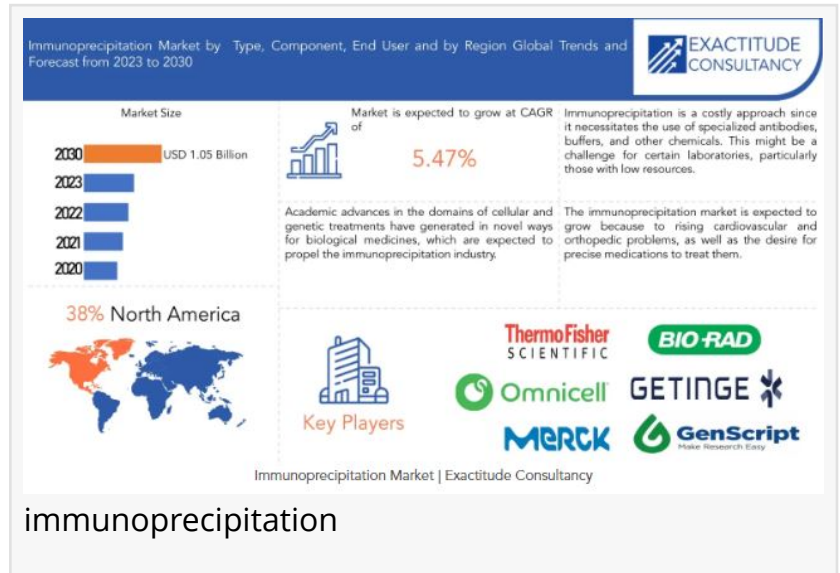 Immunoprecipitation Market by Type, Component, End User and by Region Global Trends and
Forecast from 2023 to 2030
EXACTITUDE
CONSULTANCY
Market Size
2030
USD 1.05 Billion
2023
2022
2021
2020
Market is expected to grow at CAGR
of
5.47%
Immunoprecipitation is a costly approach since
it necessitates the use of specialized antibodies,
buffers, and other chemicals. This might be a
challenge for certain laboratories, particularly
those with low resources.
Academic advances in the domains of cellular and
genetic treatments have generated in novel ways
for biological medicines, which are expected to
propel the immunoprecipitation industry.
The immunoprecipitation market is expected to
grow because to rising cardiovascular and
orthopedic problems, as well as the desire for
precise medications to treat them.
38% North America
Key Players
ThermoFisher
SCIENTIFIC
BIO-RAD
Omnicell
GETINGE
MERCK
GenScript
Make Research Easy
Immunoprecipitation Market | Exactitude Consultancy
immunoprecipitation